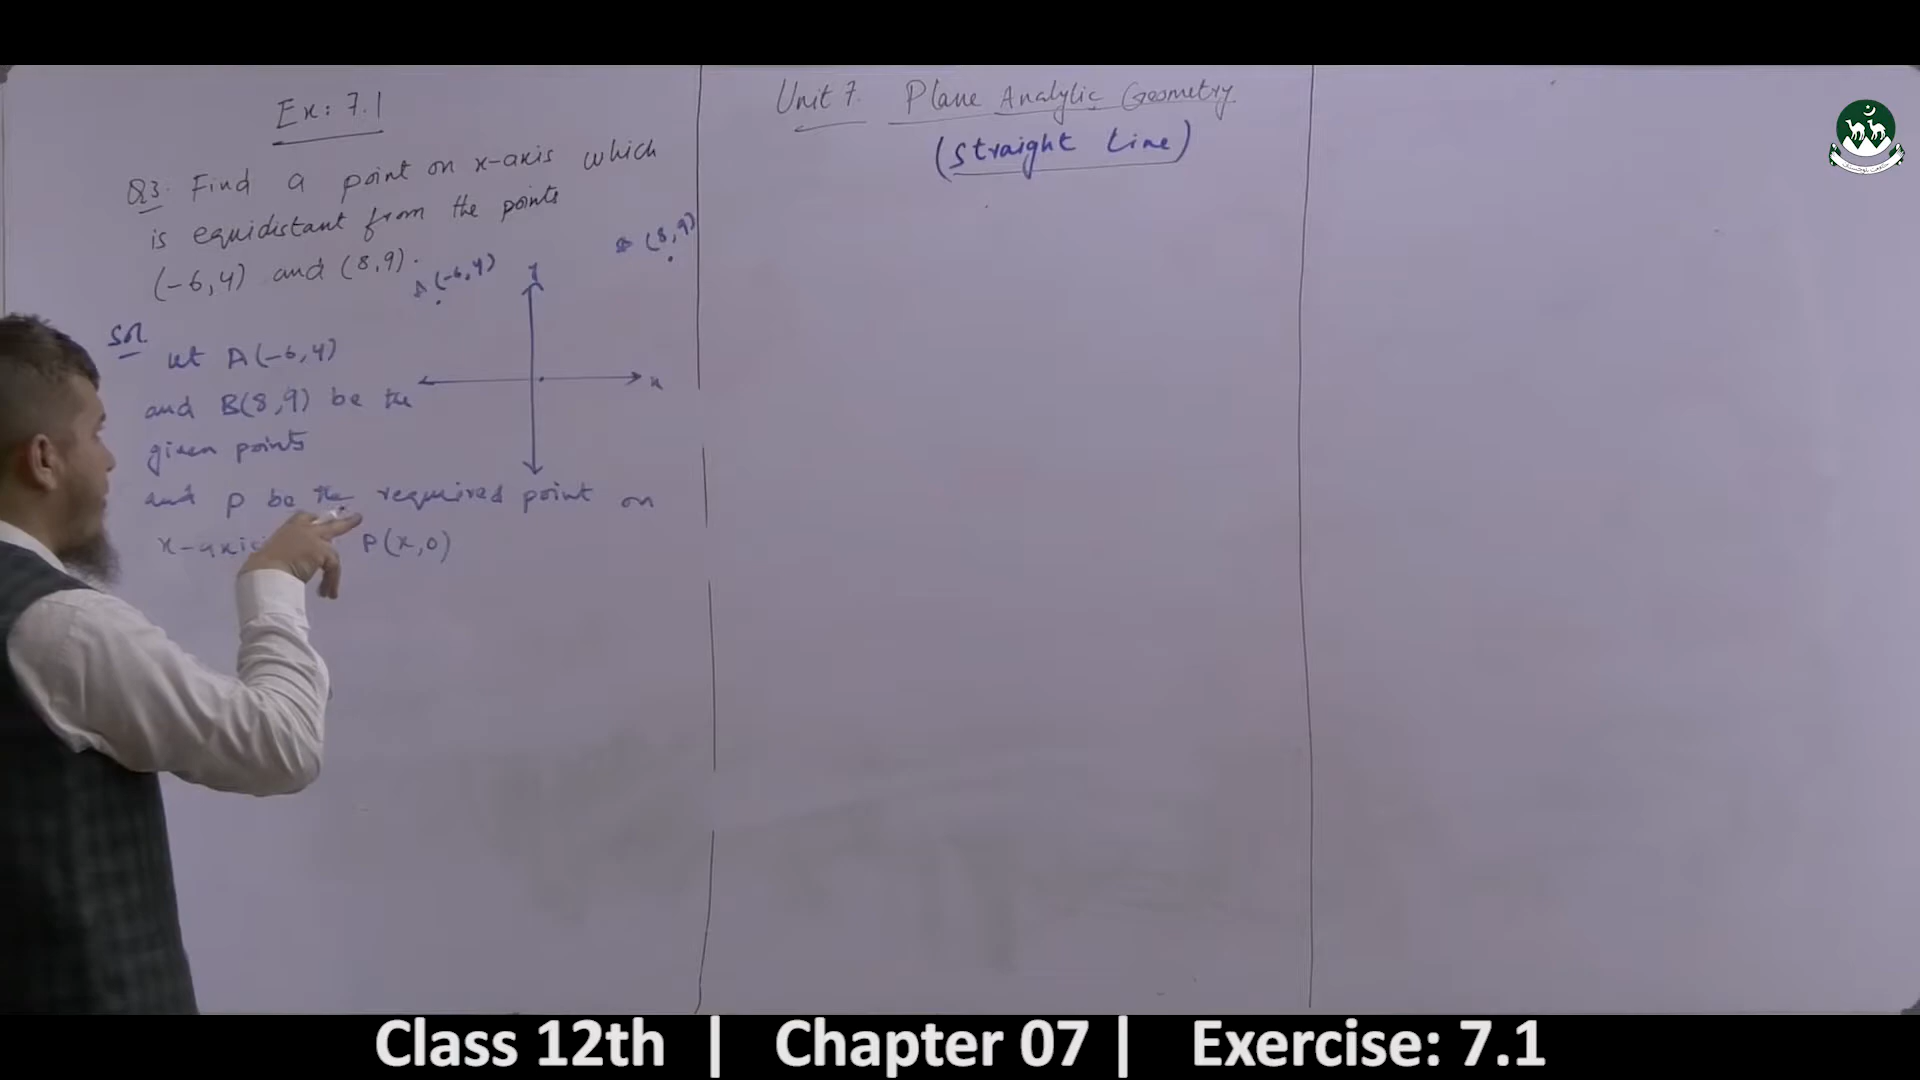 Ex: 7.1
Q3. Find a point on x-axis which
is equidistant from the points
(-6,4) and (8,9).
A (-6,4)
(8,9)
y
x
Sol
let A(-6,4)
and B(8,9) be the
given points
and P be the required point on
x-axis P(x,0)
Unit 7. Plane Analytic Geometry
(Straight Line)
Class 12th | Chapter 07 | Exercise: 7.1